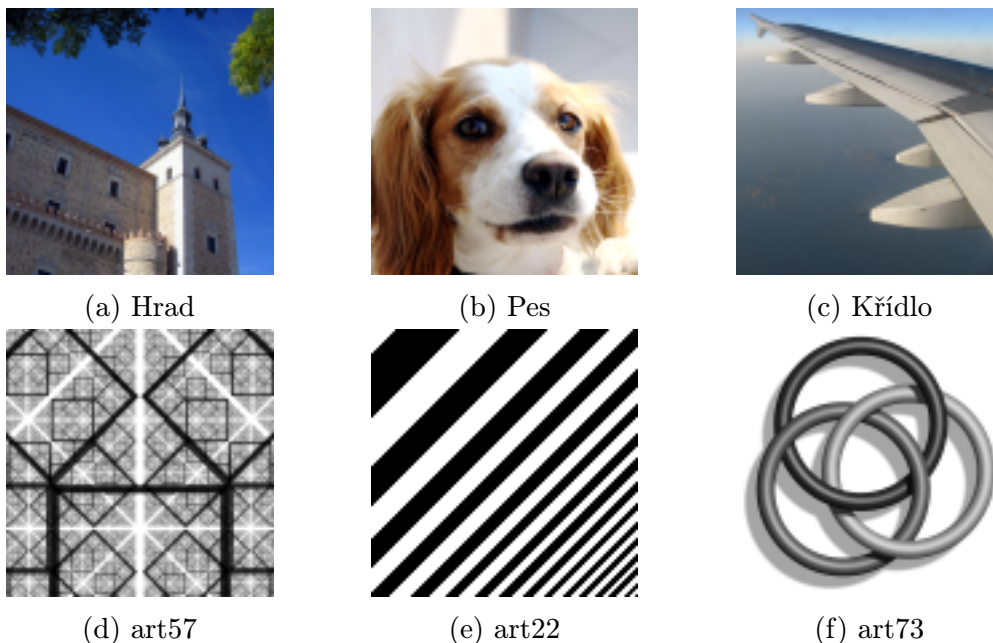 (a) Hrad
(b) Pes
(c) Křídlo
(d) art57
(e) art22
(f) art73